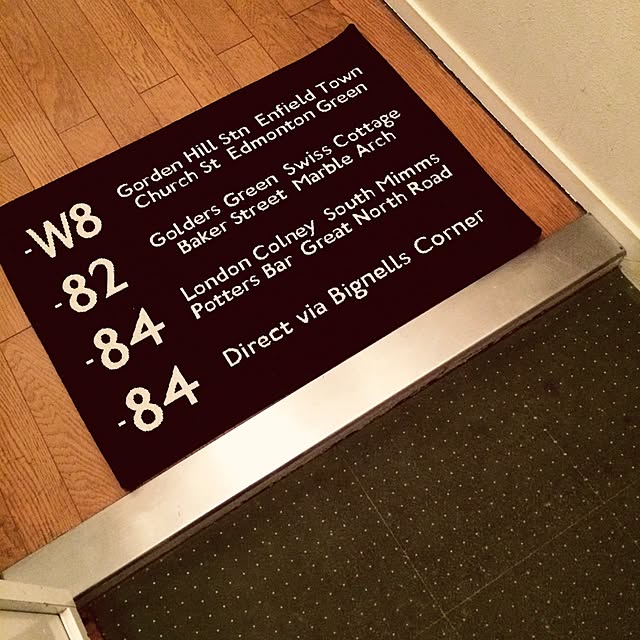 -W8 Gorden Hill Stn Enfield Town
Church St Edmonton Green
-82 Golders Green Swiss Cottage
Baker Street Marble Arch
-84 London Colney South Mimms
Potters Bar Great North Road
-84 Direct via Bignells Corner